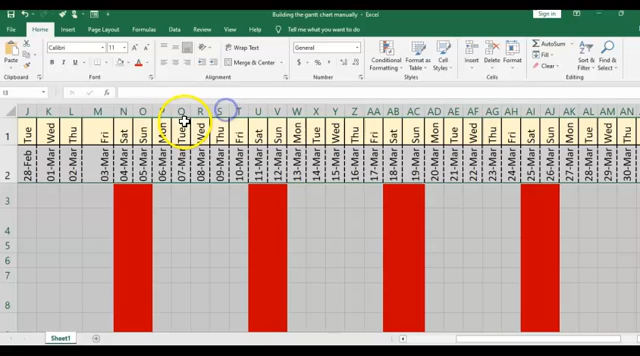 Building the gantt chart manually - Excel
Sign in
File Home Insert Page Layout Formulas Data Review View Help Tell me what you want to do
Paste Calibri 11 Wrap Text General Conditional Formatting Format as Table Cell Styles Insert Delete Format AutoSum Fill Clear Sort & Filter Find & Select
B I U Merge & Center
Clipboard Font Alignment Number Styles Cells Editing
I3
J K L M N O P Q R S T U V W X Y Z AA AB AC AD AE AF AG AH AI AJ AK AL AM AN
1 Tue Wed Thu Fri Sat Sun Mon Tue Wed Thu Fri Sat Sun Mon Tue Wed Thu Fri Sat Sun Mon Tue Wed Thu Fri Sat Sun Mon Tue Wed Thu
2 28-Feb 01-Mar 02-Mar 03-Mar 04-Mar 05-Mar 06-Mar 07-Mar 08-Mar 09-Mar 10-Mar 11-Mar 12-Mar 13-Mar 14-Mar 15-Mar 16-Mar 17-Mar 18-Mar 19-Mar 20-Mar 21-Mar 22-Mar 23-Mar 24-Mar 25-Mar 26-Mar 27-Mar 28-Mar 29-Mar 30-Mar
3
4
5
6
7
8
Sheet1